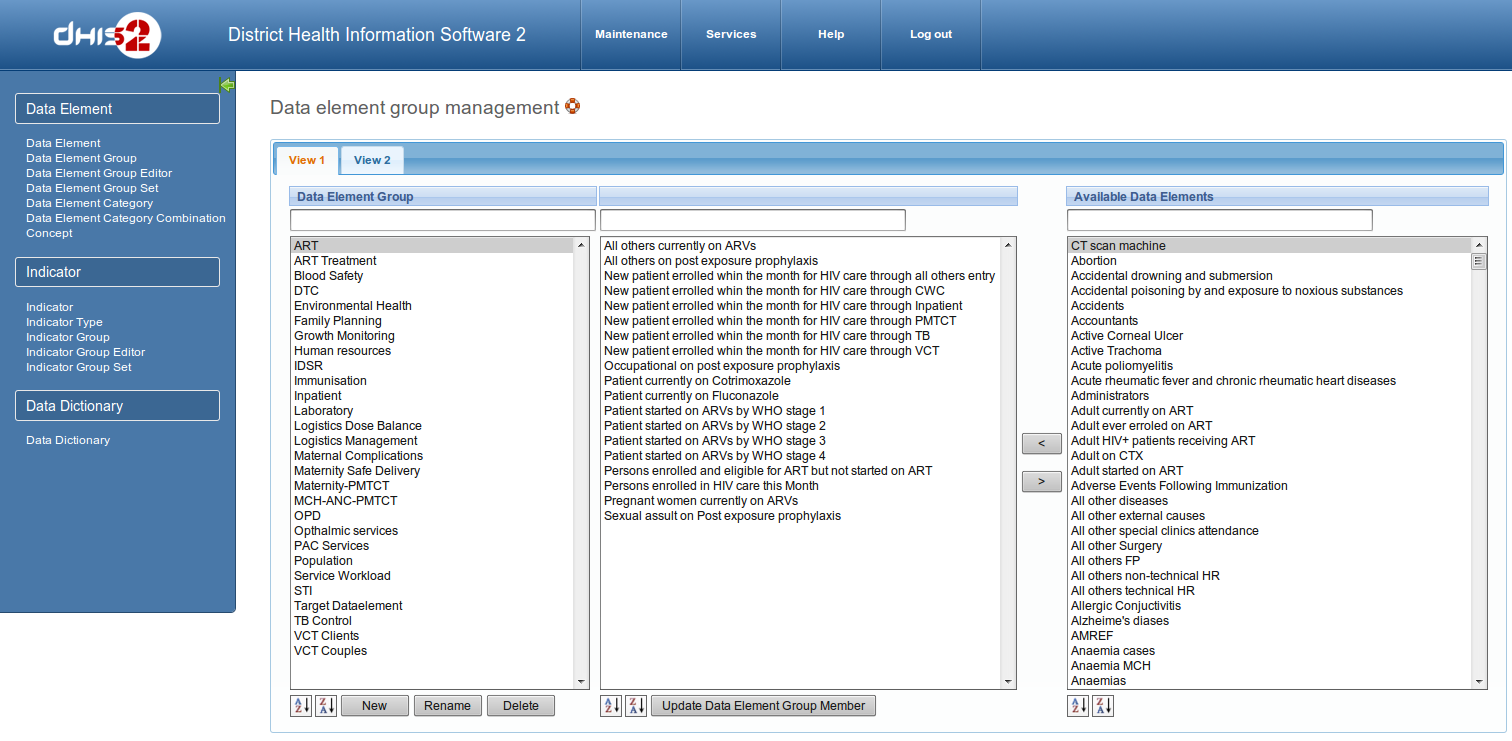 dHIS2
District Health Information Software 2
Maintenance
Services
Help
Log out
Data Element
Data Element
Data Element Group
Data Element Group Editor
Data Element Group Set
Data Element Category
Data Element Category Combination
Concept
Indicator
Indicator
Indicator Type
Indicator Group
Indicator Group Editor
Indicator Group Set
Data Dictionary
Data Dictionary
Data element group management
View 1
View 2
Data Element Group
ART
ART Treatment
Blood Safety
DTC
Environmental Health
Family Planning
Growth Monitoring
Human resources
IDSR
Immunisation
Inpatient
Laboratory
Logistics Dose Balance
Logistics Management
Maternal Complications
Maternity Safe Delivery
Maternity-PMTCT
MCH-ANC-PMTCT
OPD
Opthalmic services
PAC Services
Population
Service Workload
STI
Target Dataelement
TB Control
VCT Clients
VCT Couples
A Z
Z A
New
Rename
Delete
All others currently on ARVs
All others on post exposure prophylaxis
New patient enrolled whin the month for HIV care through all others entry
New patient enrolled whin the month for HIV care through CWC
New patient enrolled whin the month for HIV care through Inpatient
New patient enrolled whin the month for HIV care through PMTCT
New patient enrolled whin the month for HIV care through TB
New patient enrolled whin the month for HIV care through VCT
Occupational on post exposure prophylaxis
Patient currently on Cotrimoxazole
Patient currently on Fluconazole
Patient started on ARVs by WHO stage 1
Patient started on ARVs by WHO stage 2
Patient started on ARVs by WHO stage 3
Patient started on ARVs by WHO stage 4
Persons enrolled and eligible for ART but not started on ART
Persons enrolled in HIV care this Month
Pregnant women currently on ARVs
Sexual assult on Post exposure prophylaxis
A Z
Z A
Update Data Element Group Member
<
>
Available Data Elements
CT scan machine
Abortion
Accidental drowning and submersion
Accidental poisoning by and exposure to noxious substances
Accidents
Accountants
Active Corneal Ulcer
Active Trachoma
Acute poliomyelitis
Acute rheumatic fever and chronic rheumatic heart diseases
Administrators
Adult currently on ART
Adult ever erroled on ART
Adult HIV+ patients receiving ART
Adult on CTX
Adult started on ART
Adverse Events Following Immunization
All other diseases
All other external causes
All other special clinics attendance
All other Surgery
All others FP
All others non-technical HR
All others technical HR
Allergic Conjuctivitis
Alzheime's diases
AMREF
Anaemia cases
Anaemia MCH
Anaemias
A Z
Z A